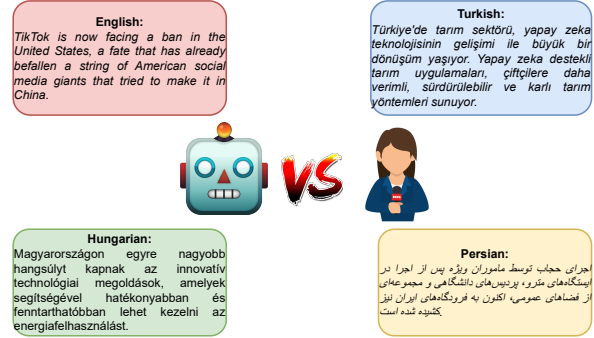 English:
TikTok is now facing a ban in the
United States, a fate that has already
befallen a string of American social
media giants that tried to make it in
China.
Turkish:
Türkiye'de tarım sektörü, yapay zeka
teknolojisinin gelişimi ile büyük bir
dönüşüm yaşıyor. Yapay zeka destekli
tarım uygulamaları, çiftçilere daha
verimli, sürdürülebilir ve karlı tarım
yöntemleri sunuyor.
VS
NEWS
Hungarian:
Magyarországon egyre nagyobb
hangsúlyt kapnak az innovatív
technológiai megoldások, amelyek
segítségével hatékonyabban és
fenntarthatóbban lehet kezelni az
energiafelhasználást.
Persian:
اجرای حجاب توسط ماموران ویژه پس از اجرا در
ایستگاه‌های مترو، پردیس‌های دانشگاهی و مجموعه‌ای
از فضاهای عمومی، اکنون به فرودگاه‌های ایران نیز
کشیده شده است.